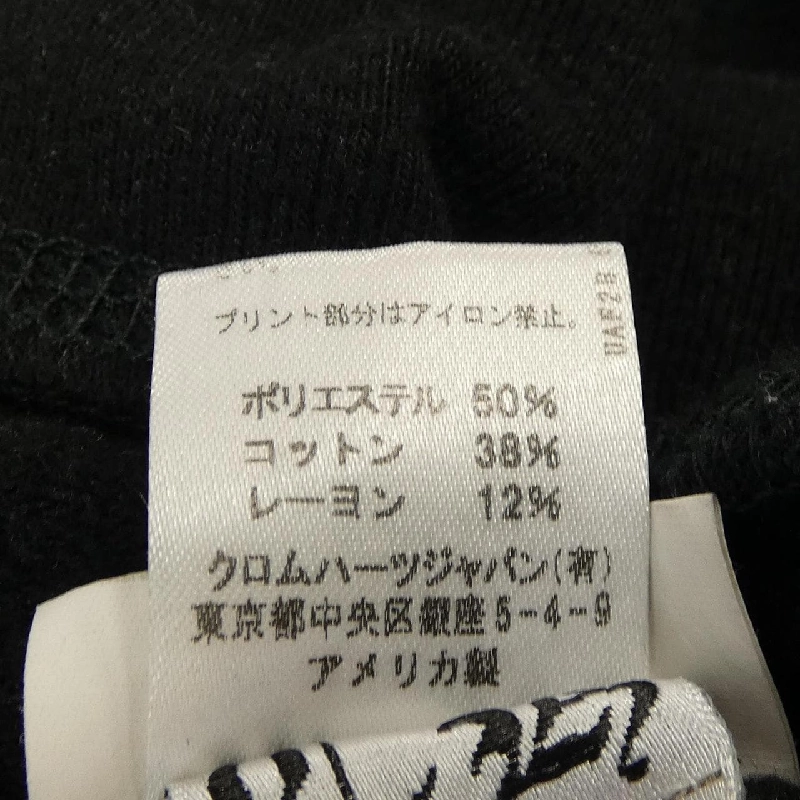 プリント部分はアイロン禁止。
ポリエステル 50%
コットン 38%
レーヨン 12%
クロムハーツジャパン(有)
東京都中央区銀座5-4-9
アメリカ製